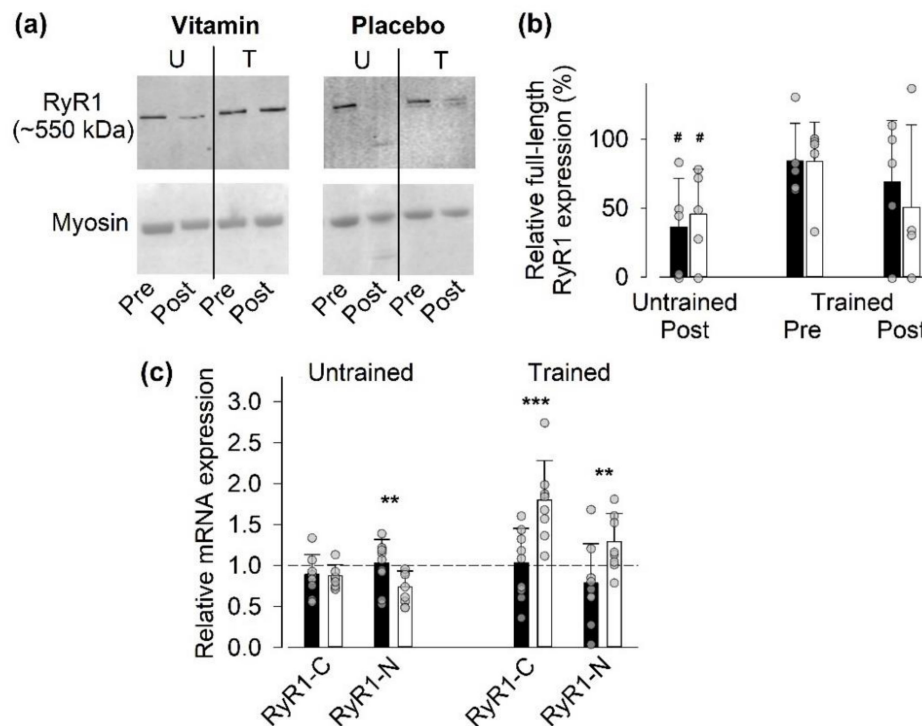 (a)
Vitamin
Placebo
U T
U T
RyR1
(~550 kDa)
Myosin
Pre Post Pre Post
Pre Post Pre Post
(b)
Relative full-length
RyR1 expression (%)
100
50
0
# #
Untrained
Post
Trained
Pre Post
(c)
Untrained Trained
Relative mRNA expression
3.0
2.5
2.0
1.5
1.0
0.5
0.0
**
***
**
RyR1-C
RyR1-N
RyR1-C
RyR1-N